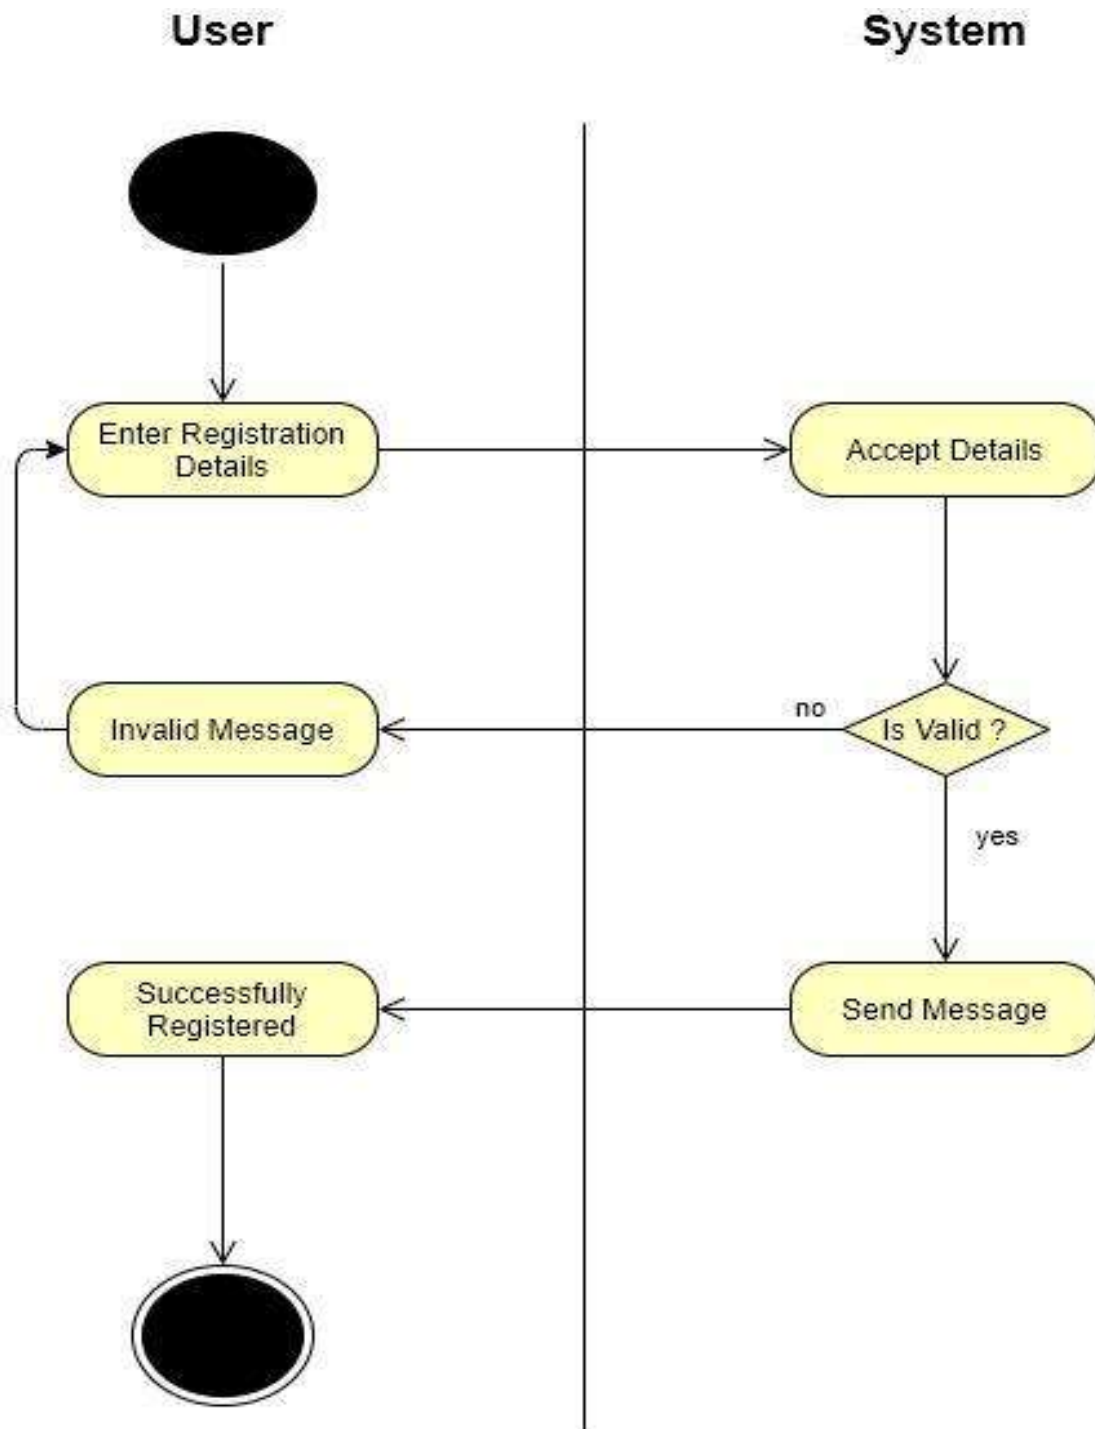 User
System
Enter Registration
Details
Accept Details
Invalid Message
no
Is Valid ?
yes
Successfully
Registered
Send Message